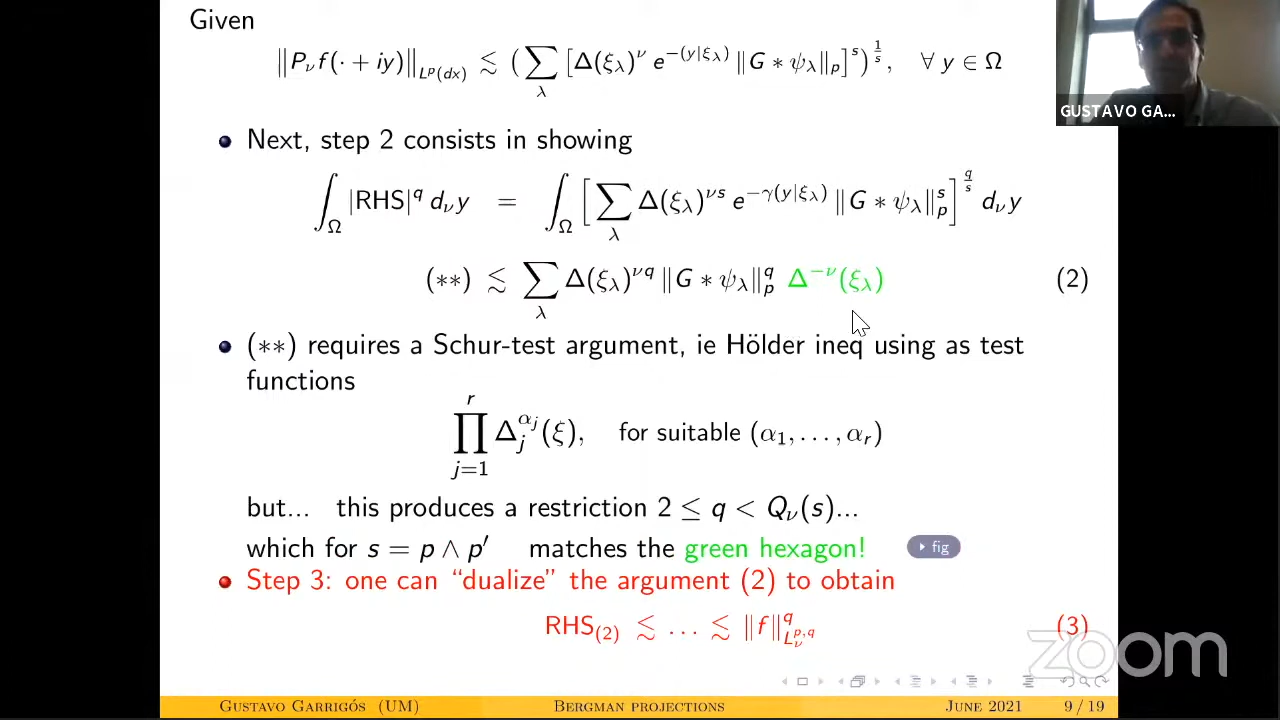 Given
‖P_ν f(· + iy)‖_{L^p(dx)} ≲ ( ∑_λ [Δ(ξ_λ)^ν e^{-(y|ξ_λ)} ‖G ∗ ψ_λ‖_p]^s )^{1/s}, ∀ y ∈ Ω
GUSTAVO GA...
Next, step 2 consists in showing
∫_Ω |RHS|^q d_ν y = ∫_Ω [ ∑_λ Δ(ξ_λ)^{νs} e^{-γ(y|ξ_λ)} ‖G ∗ ψ_λ‖_p^s ]^{q/s} d_ν y
(∗∗) ≲ ∑_λ Δ(ξ_λ)^{νq} ‖G ∗ ψ_λ‖_p^q Δ^{-ν}(ξ_λ) (2)
(∗∗) requires a Schur-test argument, ie Hölder ineq using as test
functions
∏_{j=1}^r Δ_j^{α_j}(ξ), for suitable (α_1, . . . , α_r)
but... this produces a restriction 2 ≤ q < Q_ν(s)...
which for s = p ∧ p′ matches the green hexagon! fig
Step 3: one can “dualize” the argument (2) to obtain
RHS_{(2)} ≲ . . . ≲ ‖f‖^q_{L^{p,q}_ν} (3)
zoom
GUSTAVO GARRIGÓS (UM) BERGMAN PROJECTIONS JUNE 2021 9 / 19